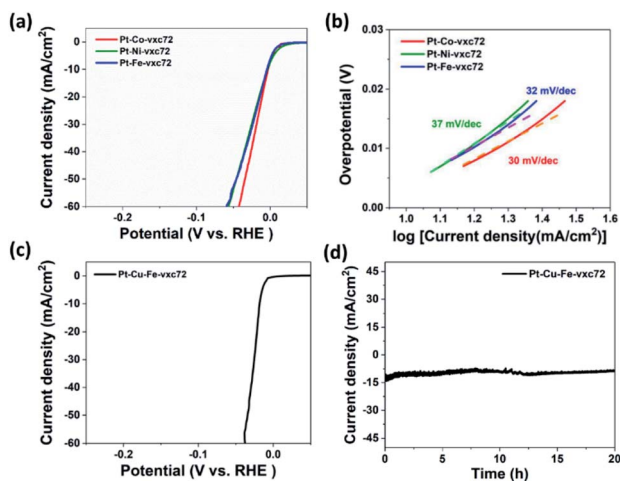 (a)
Pt-Co-vxc72
Pt-Ni-vxc72
Pt-Fe-vxc72
0
-10
-20
-30
-40
-50
-60
Current density (mA/cm²)
-0.2
-0.1
0.0
Potential (V vs. RHE)
(b)
Pt-Co-vxc72
Pt-Ni-vxc72
Pt-Fe-vxc72
32 mV/dec
37 mV/dec
30 mV/dec
0.03
0.02
0.01
0.00
Overpotential (V)
1.0
1.1
1.2
1.3
1.4
1.5
log [Current density(mA/cm²)]
(c)
Pt-Cu-Fe-vxc72
0
-10
-20
-30
-40
-50
-60
Current density (mA/cm²)
-0.2
-0.1
0.0
Potential (V vs. RHE)
(d)
Pt-Cu-Fe-vxc72
45
30
15
0
-15
-30
-45
Current density (mA/cm²)
0
5
10
15
20
Time (h)